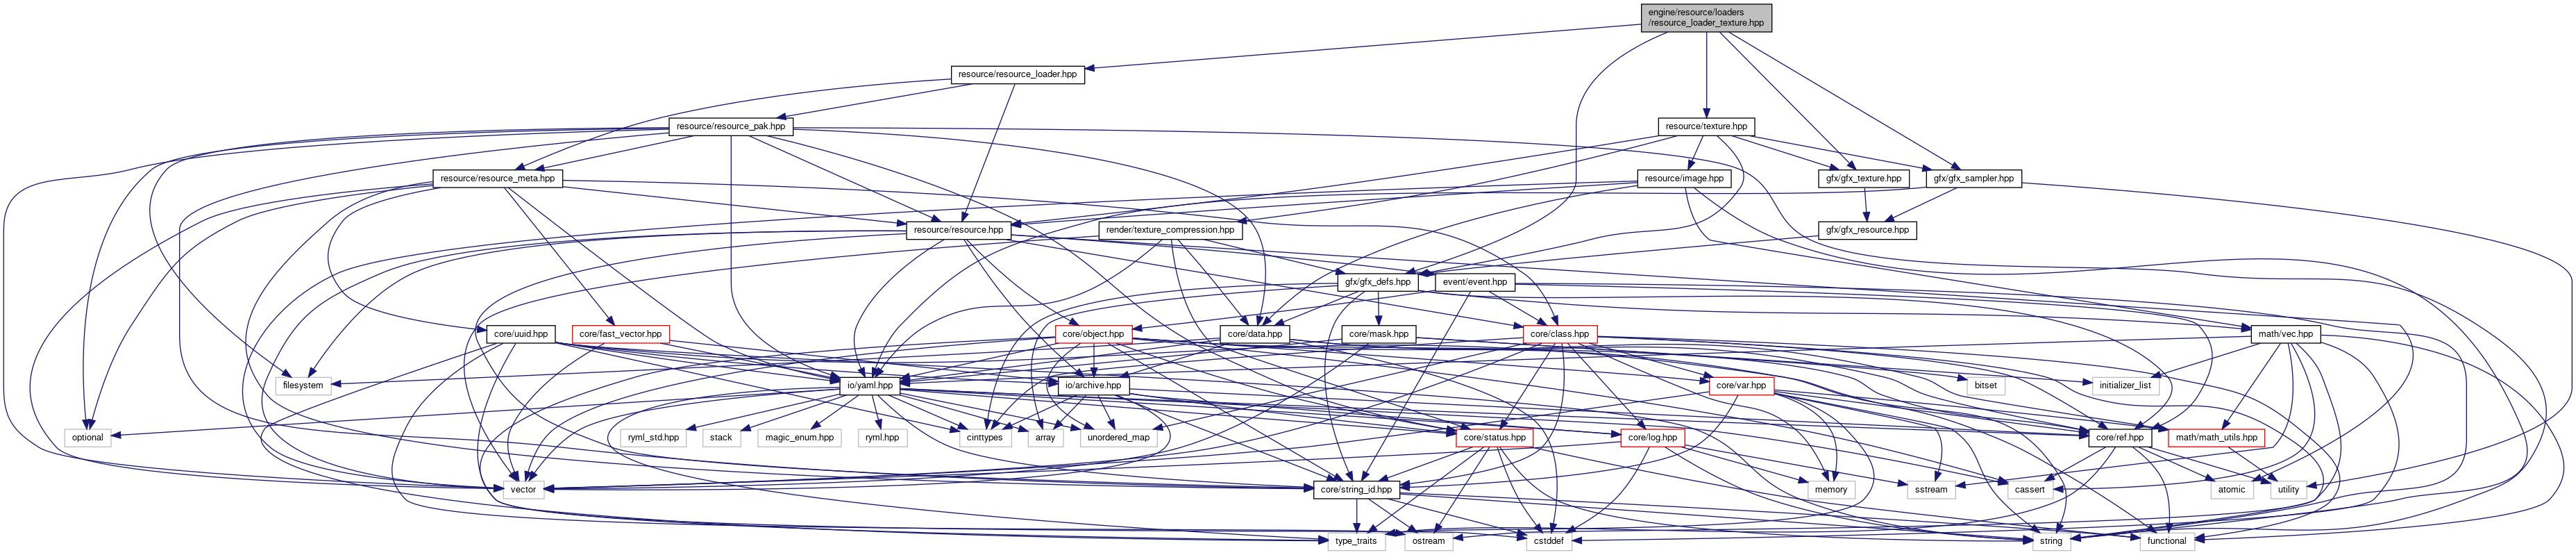 engine/resource/loaders
/resource_loader_texture.hpp
resource/resource_loader.hpp
resource/resource_pak.hpp
resource/texture.hpp
resource/resource_meta.hpp
resource/image.hpp
gfx/gfx_texture.hpp
gfx/gfx_sampler.hpp
resource/resource.hpp
render/texture_compression.hpp
gfx/gfx_resource.hpp
gfx/gfx_defs.hpp
event/event.hpp
core/uuid.hpp
core/fast_vector.hpp
core/object.hpp
core/data.hpp
core/mask.hpp
core/class.hpp
math/vec.hpp
filesystem
io/yaml.hpp
io/archive.hpp
core/var.hpp
bitset
initializer_list
optional
ryml_std.hpp
stack
magic_enum.hpp
ryml.hpp
cinttypes
array
unordered_map
core/status.hpp
core/log.hpp
core/ref.hpp
math/math_utils.hpp
vector
core/string_id.hpp
memory
sstream
cassert
atomic
utility
type_traits
ostream
cstddef
string
functional